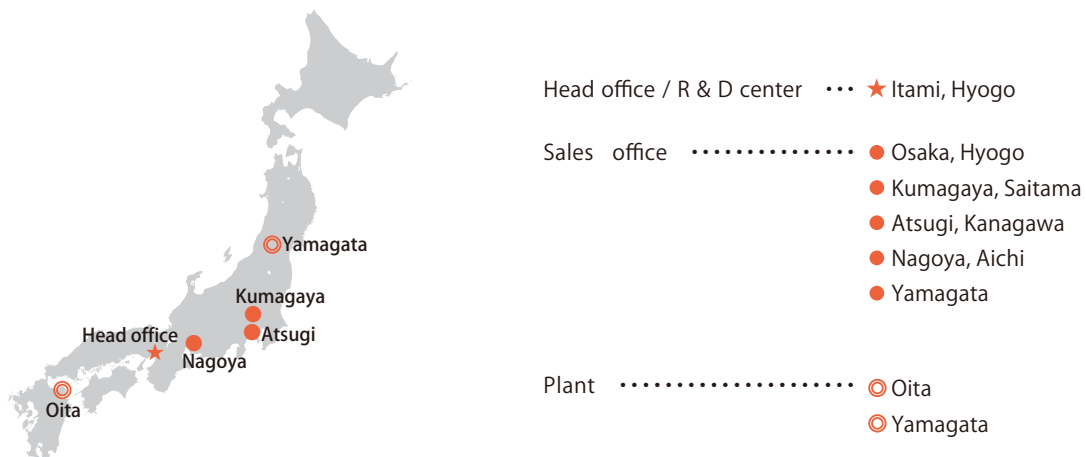 Yamagata
Kumagaya
Atsugi
Head office
Nagoya
Oita
Head office / R & D center ••• ★ Itami, Hyogo
Sales office ••••••••••••••• ● Osaka, Hyogo
● Kumagaya, Saitama
● Atsugi, Kanagawa
● Nagoya, Aichi
● Yamagata
Plant ••••••••••••••••••••• ◎ Oita
◎ Yamagata